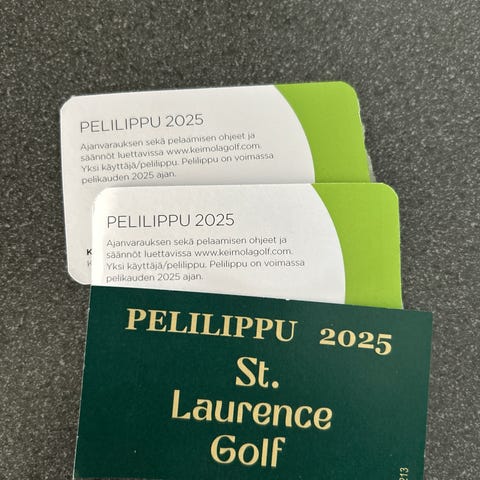 PELILIPPU 2025
Ajanvarauksen sekä pelaamisen ohjeet ja
säännöt luettavissa www.keimolagolf.com.
Yksi käyttäjä/pelilippu. Pelilippu on voimassa
pelikauden 2025 ajan.
PELILIPPU 2025
Ajanvarauksen sekä pelaamisen ohjeet ja
säännöt luettavissa www.keimolagolf.com.
Yksi käyttäjä/pelilippu. Pelilippu on voimassa
pelikauden 2025 ajan.
PELILIPPU 2025
St.
Laurence
Golf
213